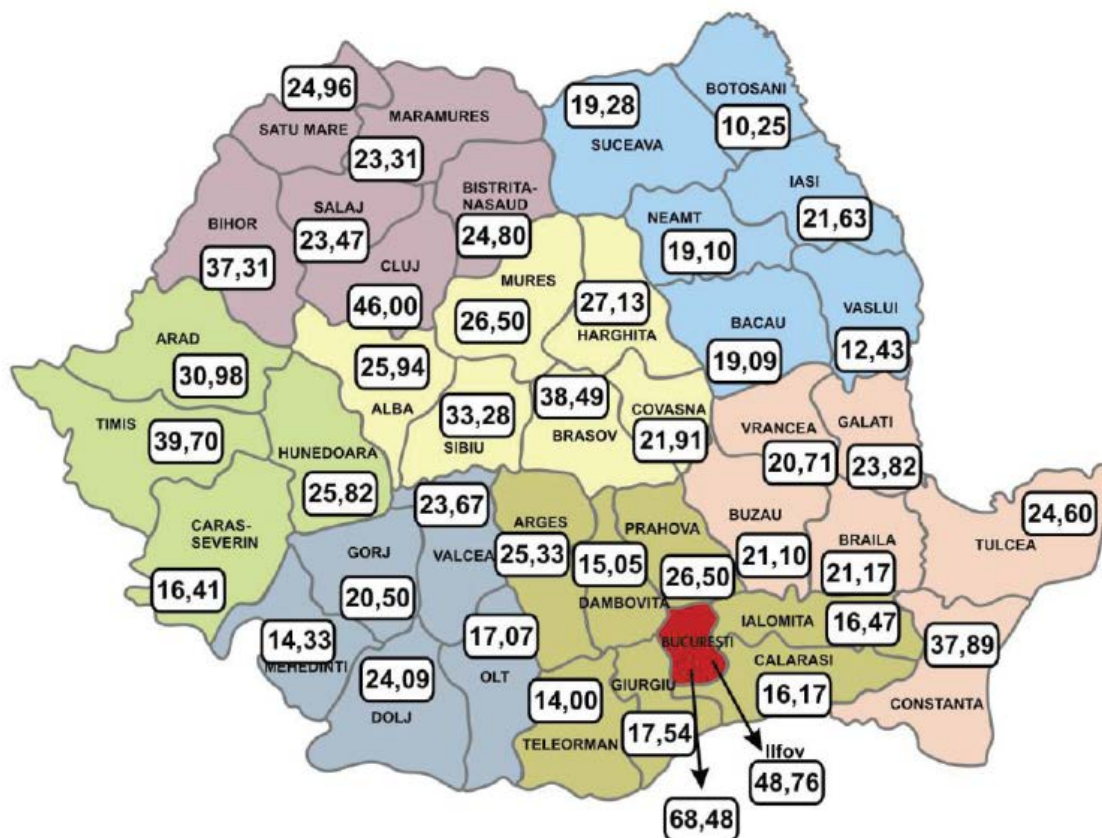 24,96
SATU MARE
MARAMURES
23,31
BIHOR
37,31
SALAJ
23,47
BISTRITA-
NASAUD
24,80
CLUJ
46,00
19,28
SUCEAVA
BOTOSANI
10,25
IASI
21,63
NEAMT
19,10
BACAU
19,09
VASLUI
12,43
MURES
26,50
27,13
HARGHITA
25,94
ALBA
33,28
SIBIU
38,49
BRASOV
COVASNA
21,91
ARAD
30,98
TIMIS
39,70
HUNEDOARA
25,82
CARAS-
SEVERIN
16,41
VRANCEA
20,71
GALATI
23,82
BUZAU
21,10
BRAILA
21,17
24,60
TULCEA
37,89
CONSTANTA
GORJ
20,50
23,67
VALCEA
14,33
MEHEDINTI
24,09
DOLJ
17,07
OLT
ARGES
25,33
15,05
DAMBOVITA
PRAHOVA
26,50
BUCUREȘTI
IALOMITA
16,47
CALARASI
16,17
GIURGIU
17,54
14,00
TELEORMAN
Ilfov
48,76
68,48